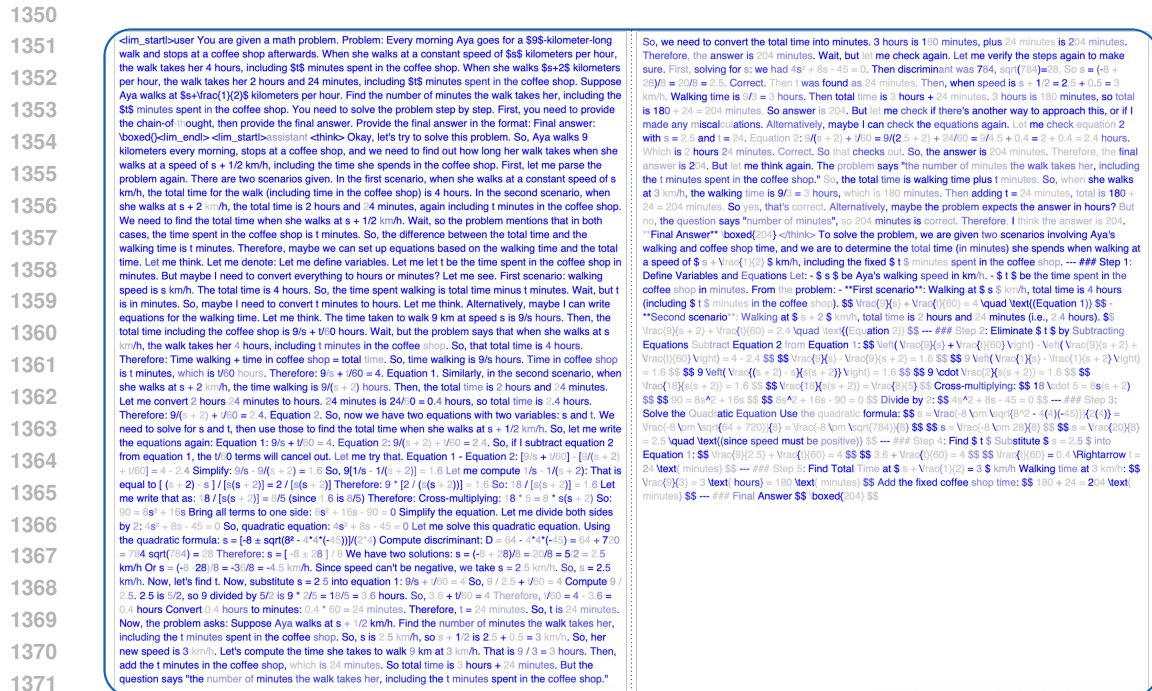 1350
1351
1352
1353
1354
1355
1356
1357
1358
1359
1360
1361
1362
1363
1364
1365
1366
1367
1368
1369
1370
1371
<|im_start|>user You are given a math problem. Problem: Every morning Aya goes for a $9$-kilometer-long
walk and stops at a coffee shop afterwards. When she walks at a constant speed of $s$ kilometers per hour,
the walk takes her 4 hours, including $t$ minutes spent in the coffee shop. When she walks $s+2$ kilometers
per hour, the walk takes her 2 hours and 24 minutes, including $t$ minutes spent in the coffee shop. Suppose
Aya walks at $s+\frac{1}{2}$ kilometers per hour. Find the number of minutes the walk takes her, including the
$t$ minutes spent in the coffee shop. You need to solve the problem step by step. First, you need to provide
the chain-of-thought, then provide the final answer. Provide the final answer in the format: Final answer:
\boxed{}<|im_end|> <|im_start|>assistant <think> Okay, let's try to solve this problem. So, Aya walks 9
kilometers every morning, stops at a coffee shop, and we need to find out how long her walk takes when she
walks at a speed of s + 1/2 km/h, including the time she spends in the coffee shop. First, let me parse the
problem again. There are two scenarios given. In the first scenario, when she walks at a constant speed of s
km/h, the total time for the walk (including time in the coffee shop) is 4 hours. In the second scenario, when
she walks at s + 2 km/h, the total time is 2 hours and 24 minutes, again including t minutes in the coffee shop.
We need to find the total time when she walks at s + 1/2 km/h. Wait, so the problem mentions that in both
cases, the time spent in the coffee shop is t minutes. So, the difference between the total time and the
walking time is t minutes. Therefore, maybe we can set up equations based on the walking time and the total
time. Let me think. Let me denote: Let me define variables. Let me let t be the time spent in the coffee shop in
minutes. But maybe I need to convert everything to hours or minutes? Let me see. First scenario: walking
speed is s km/h. The total time is 4 hours. So, the time spent walking is total time minus t minutes. Wait, but t
is in minutes. So, maybe I need to convert t minutes to hours. Let me think. Alternatively, maybe I can write
equations for the walking time. Let me think. The time taken to walk 9 km at speed s is 9/s hours. Then, the
total time including the coffee shop is 9/s + t/60 hours. Wait, but the problem says that when she walks at s
km/h, the walk takes her 4 hours, including t minutes in the coffee shop. So, that total time is 4 hours.
Therefore: Time walking + time in coffee shop = total time. So, time walking is 9/s hours. Time in coffee shop
is t minutes, which is t/60 hours. Therefore: 9/s + t/60 = 4. Equation 1. Similarly, in the second scenario, when
she walks at s + 2 km/h, the time walking is 9/(s + 2) hours. Then, the total time is 2 hours and 24 minutes.
Let me convert 2 hours 24 minutes to hours. 24 minutes is 24/60 = 0.4 hours, so total time is 2.4 hours.
Therefore: 9/(s + 2) + t/60 = 2.4. Equation 2. So, now we have two equations with two variables: s and t. We
need to solve for s and t, then use those to find the total time when she walks at s + 1/2 km/h. So, let me write
the equations again: Equation 1: 9/s + t/60 = 4. Equation 2: 9/(s + 2) + t/60 = 2.4. So, if I subtract equation 2
from equation 1, the t/60 terms will cancel out. Let me try that. Equation 1 - Equation 2: [9/s + t/60] - [9/(s + 2)
+ t/60] = 4 - 2.4 Simplify: 9/s - 9/(s + 2) = 1.6 So, 9[1/s - 1/(s + 2)] = 1.6 Let me compute 1/s - 1/(s + 2): That is
equal to [ (s + 2) - s ] / [s(s + 2)] = 2 / [s(s + 2)] Therefore: 9 * [2 / (s(s + 2))] = 1.6 So: 18 / [s(s + 2)] = 1.6 Let
me write that as: 18 / [s(s + 2)] = 8/5 (since 1.6 is 8/5) Therefore: Cross-multiplying: 18 * 5 = 8 * s(s + 2) So:
90 = 8s² + 16s Bring all terms to one side: 8s² + 16s - 90 = 0 Simplify the equation. Let me divide both sides
by 2: 4s² + 8s - 45 = 0 So, quadratic equation: 4s² + 8s - 45 = 0 Let me solve this quadratic equation. Using
the quadratic formula: s = [-8 ± sqrt(8² - 4*4*(-45))]/(2*4) Compute discriminant: D = 64 - 4*4*(-45) = 64 + 720
= 784 sqrt(784) = 28 Therefore: s = [ -8 ± 28 ] / 8 We have two solutions: s = (-8 + 28)/8 = 20/8 = 5/2 = 2.5
km/h Or s = (-8 -28)/8 = -36/8 = -4.5 km/h. Since speed can't be negative, we take s = 2.5 km/h. So, s = 2.5
km/h. Now, let's find t. Now, substitute s = 2.5 into equation 1: 9/s + t/60 = 4 So, 9 / 2.5 + t/60 = 4 Compute 9 /
2.5. 2.5 is 5/2, so 9 divided by 5/2 is 9 * 2/5 = 18/5 = 3.6 hours. So, 3.6 + t/60 = 4 Therefore, t/60 = 4 - 3.6 =
0.4 hours Convert 0.4 hours to minutes: 0.4 * 60 = 24 minutes. Therefore, t = 24 minutes. So, t is 24 minutes.
Now, the problem asks: Suppose Aya walks at s + 1/2 km/h. Find the number of minutes the walk takes her,
including the t minutes spent in the coffee shop. So, s is 2.5 km/h, so s + 1/2 is 2.5 + 0.5 = 3 km/h. So, her
new speed is 3 km/h. Let's compute the time she takes to walk 9 km at 3 km/h. That is 9 / 3 = 3 hours. Then,
add the t minutes in the coffee shop, which is 24 minutes. So total time is 3 hours + 24 minutes. But the
question says "the number of minutes the walk takes her, including the t minutes spent in the coffee shop."
So, we need to convert the total time into minutes. 3 hours is 180 minutes, plus 24 minutes is 204 minutes.
Therefore, the answer is 204 minutes. Wait, but let me check again. Let me verify the steps again to make
sure. First, solving for s: we had 4s² + 8s - 45 = 0. Then discriminant was 784, sqrt(784)=28. So s = (-8 +
28)/8 = 20/8 = 2.5. Correct. Then t was found as 24 minutes. Then, when speed is s + 1/2 = 2.5 + 0.5 = 3
km/h. Walking time is 9/3 = 3 hours. Then total time is 3 hours + 24 minutes. 3 hours is 180 minutes, so total
is 180 + 24 = 204 minutes. So answer is 204. But let me check if there's another way to approach this, or if I
made any miscalculations. Alternatively, maybe I can check the equations again. Let me check equation 2
with s = 2.5 and t = 24. Equation 2: 9/(s + 2) + t/60 = 9/(2.5 + 2) + 24/60 = 9/4.5 + 0.4 = 2 + 0.4 = 2.4 hours.
Which is 2 hours 24 minutes. Correct. So that checks out. So, the answer is 204 minutes. Therefore, the final
answer is 204. But let me think again. The problem says "the number of minutes the walk takes her, including
the t minutes spent in the coffee shop." So, the total time is walking time plus t minutes. So, when she walks
at 3 km/h, the walking time is 9/3 = 3 hours, which is 180 minutes. Then adding t = 24 minutes, total is 180 +
24 = 204 minutes. So yes, that's correct. Alternatively, maybe the problem expects the answer in hours? But
no, the question says "number of minutes", so 204 minutes is correct. Therefore, I think the answer is 204.
**Final Answer** \boxed{204} </think> To solve the problem, we are given two scenarios involving Aya's
walking and coffee shop time, and we are to determine the total time (in minutes) she spends when walking at
a speed of $ s + \frac{1}{2} $ km/h, including the fixed $ t $ minutes in the coffee shop. --- ### Step 1:
Define Variables and Equations Let: - $ s $ be Aya's walking speed in km/h. - $ t $ be the time spent in the
coffee shop in minutes. From the problem: - **First scenario**: Walking at $ s $ km/h, total time is 4 hours
(including $ t $ minutes in the coffee shop). $$ \frac{9}{s} + \frac{t}{60} = 4 \quad \text{(Equation 1)} $$ -
**Second scenario**: Walking at $ s + 2 $ km/h, total time is 2 hours and 24 minutes (i.e., 2.4 hours). $$
\frac{9}{s + 2} + \frac{t}{60} = 2.4 \quad \text{(Equation 2)} $$ --- ### Step 2: Eliminate $ t $ by Subtracting
Equations Subtract Equation 2 from Equation 1: $$ \left( \frac{9}{s} + \frac{t}{60} \right) - \left( \frac{9}{s + 2} +
\frac{t}{60} \right) = 4 - 2.4 $$ $$ \frac{9}{s} - \frac{9}{s + 2} = 1.6 $$ $$ 9 \left( \frac{1}{s} - \frac{1}{s + 2} \right)
= 1.6 $$ $$ 9 \left( \frac{(s + 2) - s}{s(s + 2)} \right) = 1.6 $$ $$ 9 \cdot \frac{2}{s(s + 2)} = 1.6 $$ $$
\frac{18}{s(s + 2)} = 1.6 $$ $$ \frac{18}{s(s + 2)} = \frac{8}{5} $$ Cross-multiplying: $$ 18 \cdot 5 = 8s(s + 2)
$$ $$ 90 = 8s^2 + 16s $$ $$ 8s^2 + 16s - 90 = 0 $$ Divide by 2: $$ 4s^2 + 8s - 45 = 0 $$ --- ### Step 3:
Solve the Quadratic Equation Use the quadratic formula: $$ s = \frac{-8 \pm \sqrt{8^2 - 4(4)(-45)}}{2(4)} =
\frac{-8 \pm \sqrt{64 + 720}}{8} = \frac{-8 \pm \sqrt{784}}{8} $$ $$ s = \frac{-8 \pm 28}{8} $$ $$ s = \frac{20}{8}
= 2.5 \quad \text{(since speed must be positive)} $$ --- ### Step 4: Find $ t $ Substitute $ s = 2.5 $ into
Equation 1: $$ \frac{9}{2.5} + \frac{t}{60} = 4 $$ $$ 3.6 + \frac{t}{60} = 4 $$ $$ \frac{t}{60} = 0.4 \Rightarrow t =
24 \text{ minutes} $$ --- ### Step 5: Find Total Time at $ s + \frac{1}{2} = 3 $ km/h Walking time at 3 km/h: $$
\frac{9}{3} = 3 \text{ hours} = 180 \text{ minutes} $$ Add the fixed coffee shop time: $$ 180 + 24 = 204 \text{
minutes} $$ --- ### Final Answer $$ \boxed{204} $$